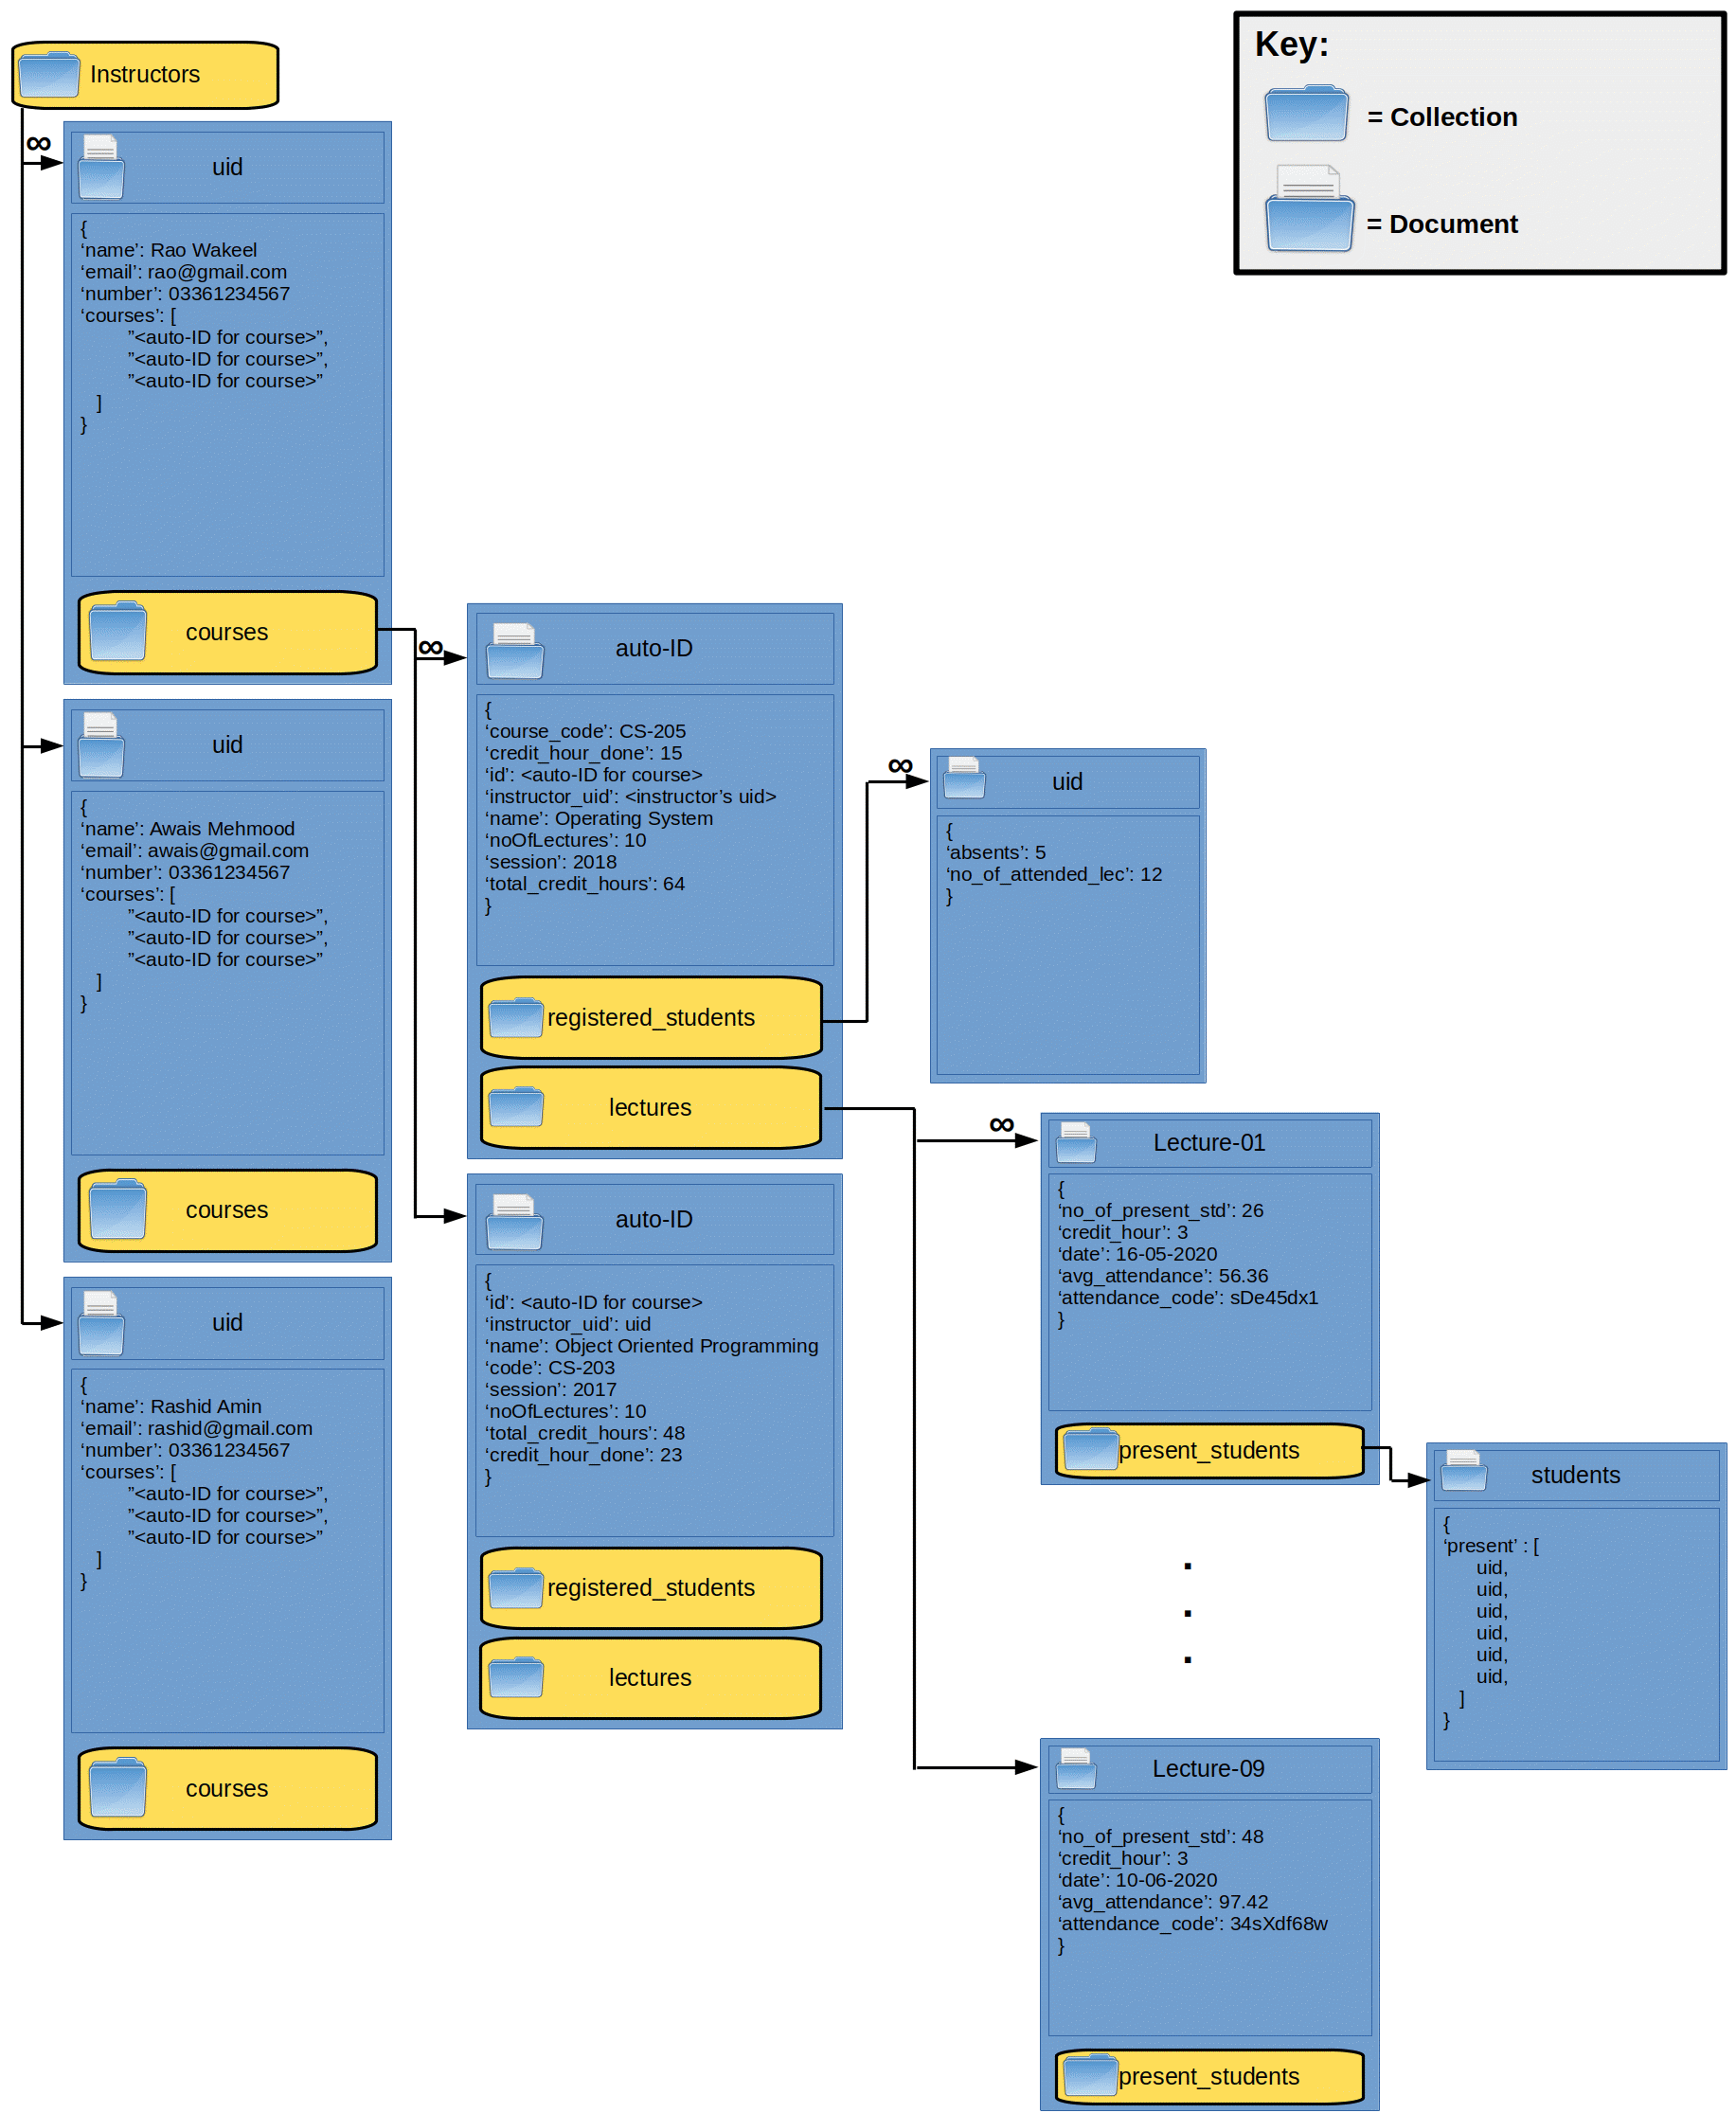 Key:
= Collection
= Document
Instructors
∞
uid
{
‘name’: Rao Wakeel
‘email’: rao@gmail.com
‘number’: 03361234567
‘courses’: [
”<auto-ID for course>”,
”<auto-ID for course>”,
”<auto-ID for course>”
]
}
courses
uid
{
‘name’: Awais Mehmood
‘email’: awais@gmail.com
‘number’: 03361234567
‘courses’: [
”<auto-ID for course>”,
”<auto-ID for course>”,
”<auto-ID for course>”
]
}
courses
uid
{
‘name’: Rashid Amin
‘email’: rashid@gmail.com
‘number’: 03361234567
‘courses’: [
”<auto-ID for course>”,
”<auto-ID for course>”,
”<auto-ID for course>”
]
}
courses
∞
auto-ID
{
‘course_code’: CS-205
‘credit_hour_done’: 15
‘id’: <auto-ID for course>
‘instructor_uid’: <instructor’s uid>
‘name’: Operating System
‘noOfLectures’: 10
‘session’: 2018
‘total_credit_hours’: 64
}
registered_students
lectures
auto-ID
{
‘id’: <auto-ID for course>
‘instructor_uid’: uid
‘name’: Object Oriented Programming
‘code’: CS-203
‘session’: 2017
‘noOfLectures’: 10
‘total_credit_hours’: 48
‘credit_hour_done’: 23
}
registered_students
lectures
∞
uid
{
‘absents’: 5
‘no_of_attended_lec’: 12
}
∞
Lecture-01
{
‘no_of_present_std’: 26
‘credit_hour’: 3
‘date’: 16-05-2020
‘avg_attendance’: 56.36
‘attendance_code’: sDe45dx1
}
present_students
.
.
.
Lecture-09
{
‘no_of_present_std’: 48
‘credit_hour’: 3
‘date’: 10-06-2020
‘avg_attendance’: 97.42
‘attendance_code’: 34sXdf68w
}
present_students
students
{
‘present’ : [
uid,
uid,
uid,
uid,
uid,
uid,
]
}